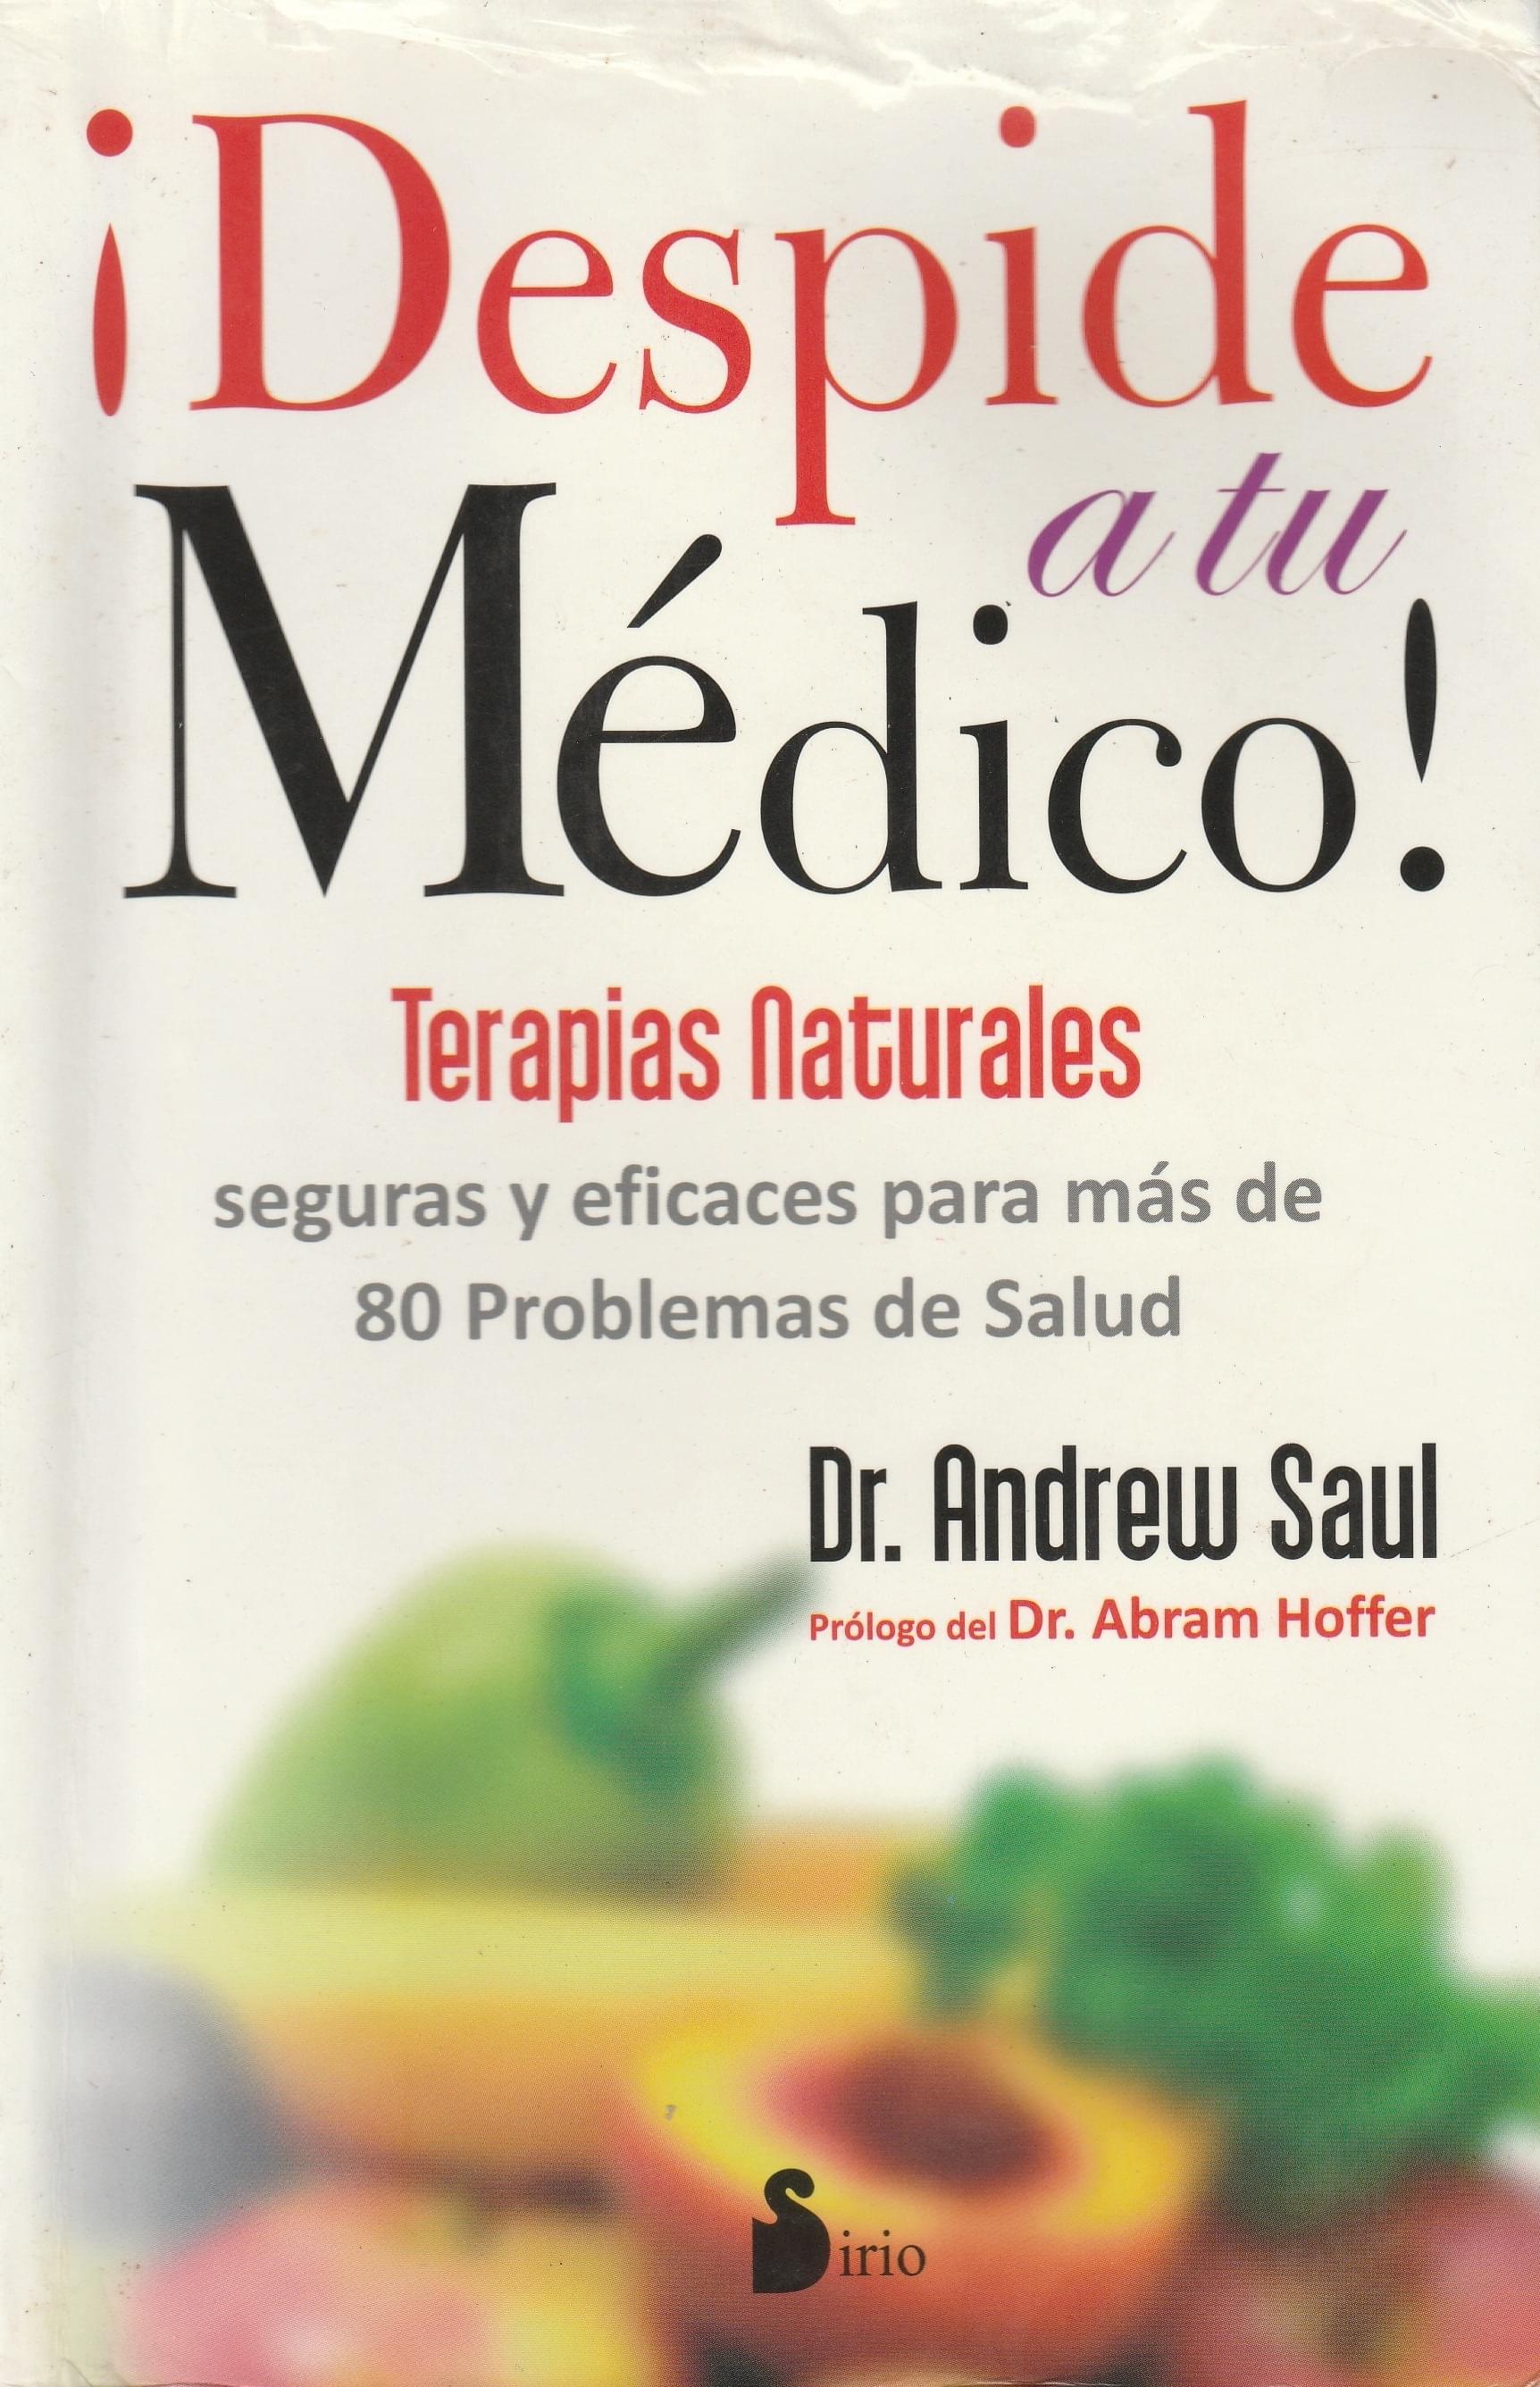 ¡Despide
a tu
Médico!
Terapias Naturales
seguras y eficaces para más de
80 Problemas de Salud
Dr. Andrew Saul
Prólogo del Dr. Abram Hoffer
Sirio